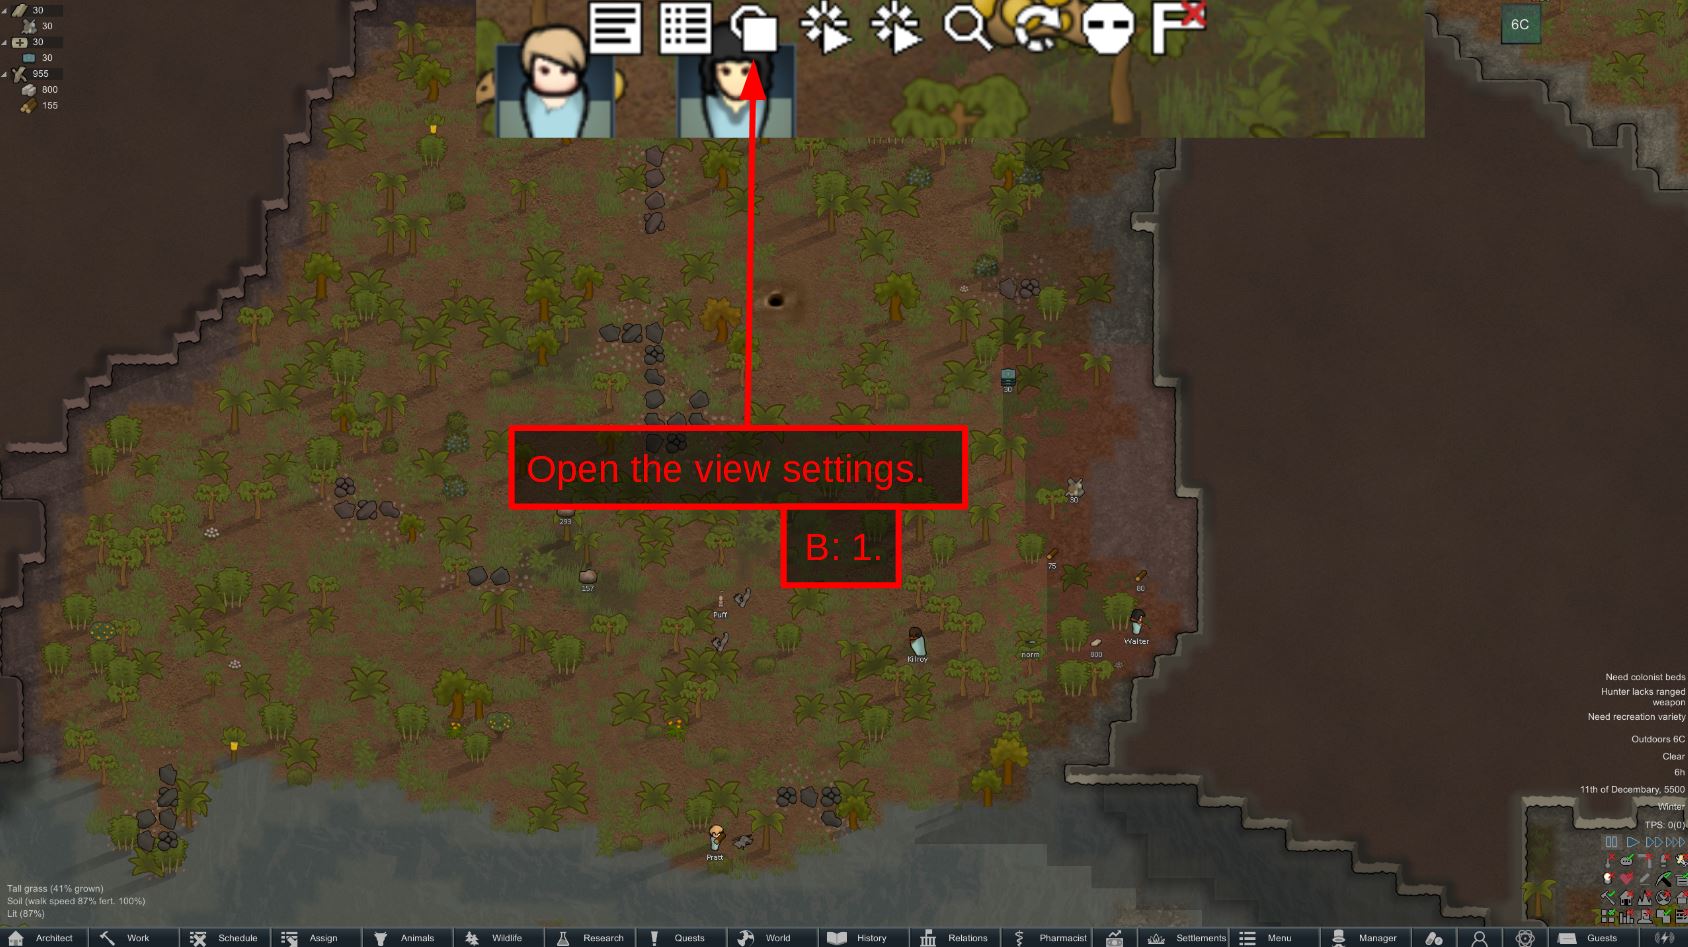 30
30
30
30
955
800
155
6C
30
Open the view settings.
30
293
B: 1.
75
157
80
Puff
Walter
Kilroy
norm
800
Need colonist beds
Hunter lacks ranged
weapon
Need recreation variety
Outdoors 6C
Clear
6h
11th of Decembary, 5500
Winter
TPS: 0(0)
Pratt
Tall grass (41% grown)
Soil (walk speed 87% fert. 100%)
Lit (87%)
Architect Work Schedule Assign Animals Wildlife Research Quests World History Relations Pharmacist Settlements Menu Manager Guests